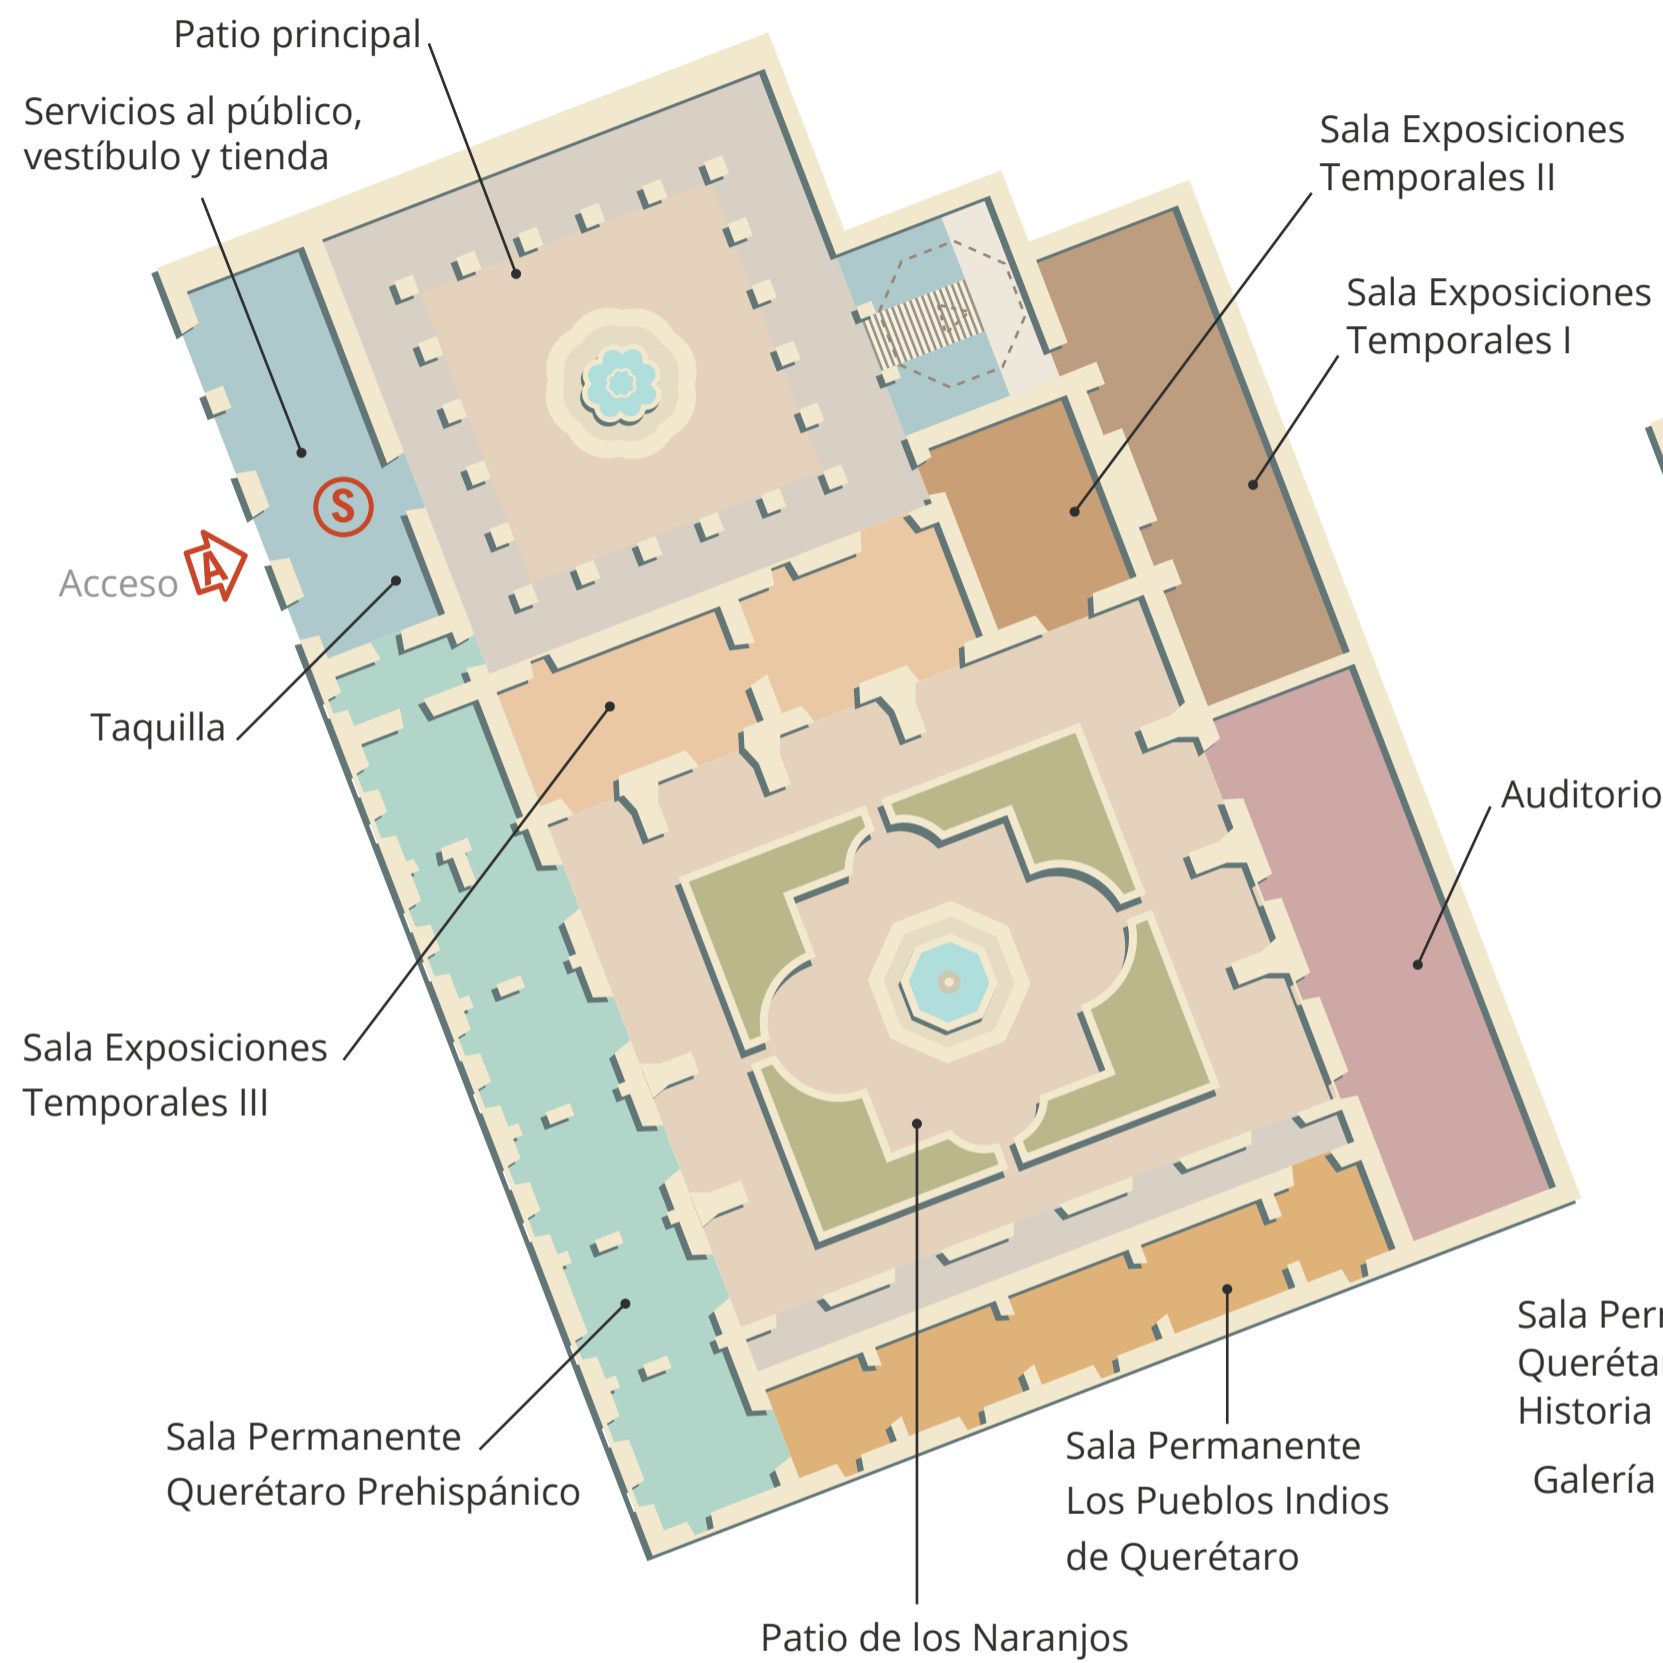 Patio principal
Servicios al público,
vestíbulo y tienda
Sala Exposiciones
Temporales II
Sala Exposiciones
Temporales I
S
A
Acceso
Taquilla
Auditorio
Sala Exposiciones
Temporales III
Sala Permanente
Querétaro Prehispánico
Sala Permanente
Los Pueblos Indios
de Querétaro
Patio de los Naranjos
Sala
Historia
Galería